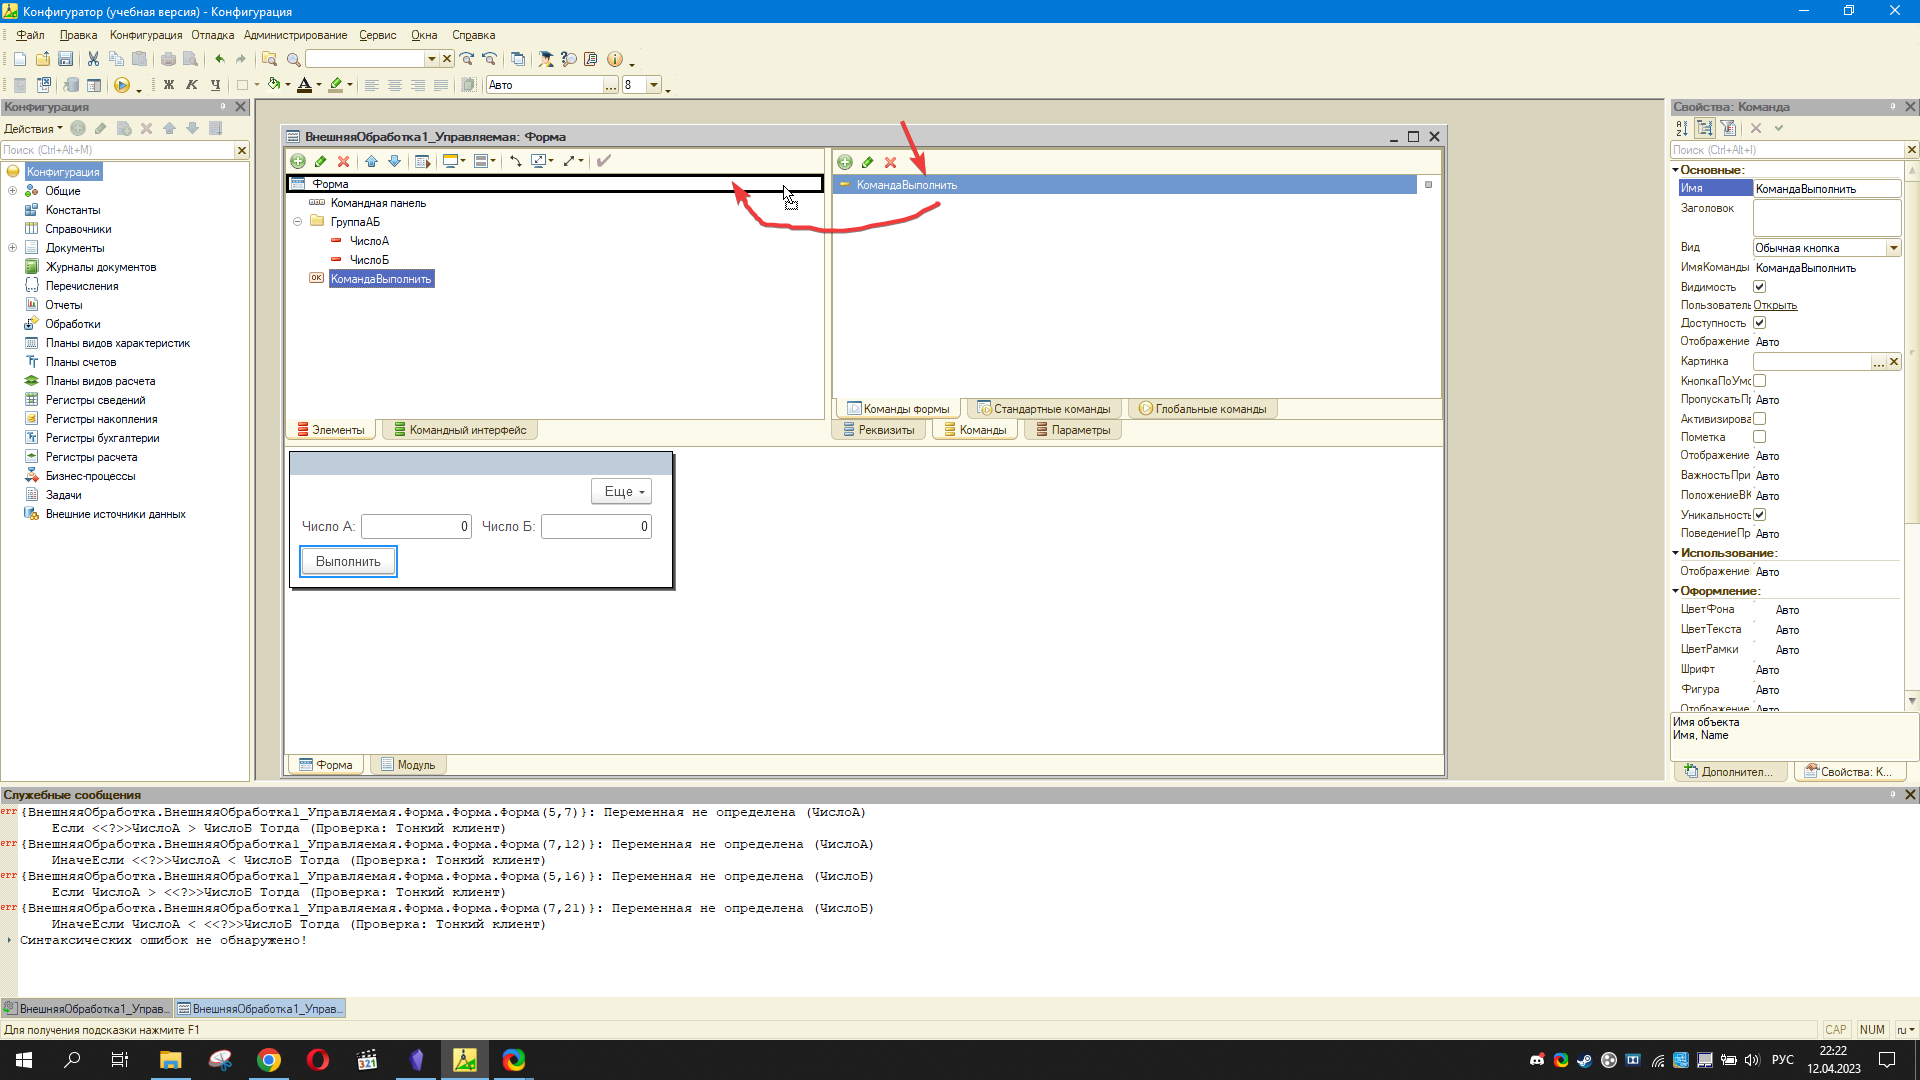 Конфигуратор (учебная версия) - Конфигурация
Файл Правка Конфигурация Отладка Администрирование Сервис Окна Справка
Ж К Ч А Авто ... 8
Конфигурация
Действия
Поиск (Ctrl+Alt+M)
Конфигурация
Общие
Константы
Справочники
Документы
Журналы документов
Перечисления
Отчеты
Обработки
Планы видов характеристик
Планы счетов
Планы видов расчета
Регистры сведений
Регистры накопления
Регистры бухгалтерии
Регистры расчета
Бизнес-процессы
Задачи
Внешние источники данных
ВнешняяОбработка1_Управляемая: Форма
Форма
Командная панель
ГруппаАБ
ЧислоА
ЧислоБ
OK КомандаВыполнить
Элементы Командный интерфейс
КомандаВыполнить
Команды формы Стандартные команды Глобальные команды
Реквизиты Команды Параметры
Еще
Число А: 0 Число Б: 0
Выполнить
Форма Модуль
Свойства: Команда
Поиск (Ctrl+Alt+I)
Основные:
Имя КомандаВыполнить
Заголовок
Вид Обычная кнопка
ИмяКоманды КомандаВыполнить
Видимость
Пользователь Открыть
Доступность
Отображение Авто
Картинка ...
КнопкаПоУмо
ПропускатьПр Авто
Активизирова
Пометка
Отображение Авто
ВажностьПри Авто
ПоложениеВК Авто
Уникальность
ПоведениеПр Авто
Использование:
Отображение Авто
Оформление:
ЦветФона Авто
ЦветТекста Авто
ЦветРамки Авто
Шрифт Авто
Фигура Авто
Отображение Авто
Имя объекта
Имя, Name
Дополнител... Свойства: К...
Служебные сообщения
err {ВнешняяОбработка.ВнешняяОбработка1_Управляемая.Форма.Форма.Форма(5,7)}: Переменная не определена (ЧислоА)
Если <<?>>ЧислоА > ЧислоБ Тогда (Проверка: Тонкий клиент)
err {ВнешняяОбработка.ВнешняяОбработка1_Управляемая.Форма.Форма.Форма(7,12)}: Переменная не определена (ЧислоА)
ИначеЕсли <<?>>ЧислоА < ЧислоБ Тогда (Проверка: Тонкий клиент)
err {ВнешняяОбработка.ВнешняяОбработка1_Управляемая.Форма.Форма.Форма(5,16)}: Переменная не определена (ЧислоБ)
Если ЧислоА > <<?>>ЧислоБ Тогда (Проверка: Тонкий клиент)
err {ВнешняяОбработка.ВнешняяОбработка1_Управляемая.Форма.Форма.Форма(7,21)}: Переменная не определена (ЧислоБ)
ИначеЕсли ЧислоА < <<?>>ЧислоБ Тогда (Проверка: Тонкий клиент)
Синтаксических ошибок не обнаружено!
ВнешняяОбработка1_Управ... ВнешняяОбработка1_Управ...
Для получения подсказки нажмите F1 CAP NUM ru
321 РУС 22:22
12.04.2023